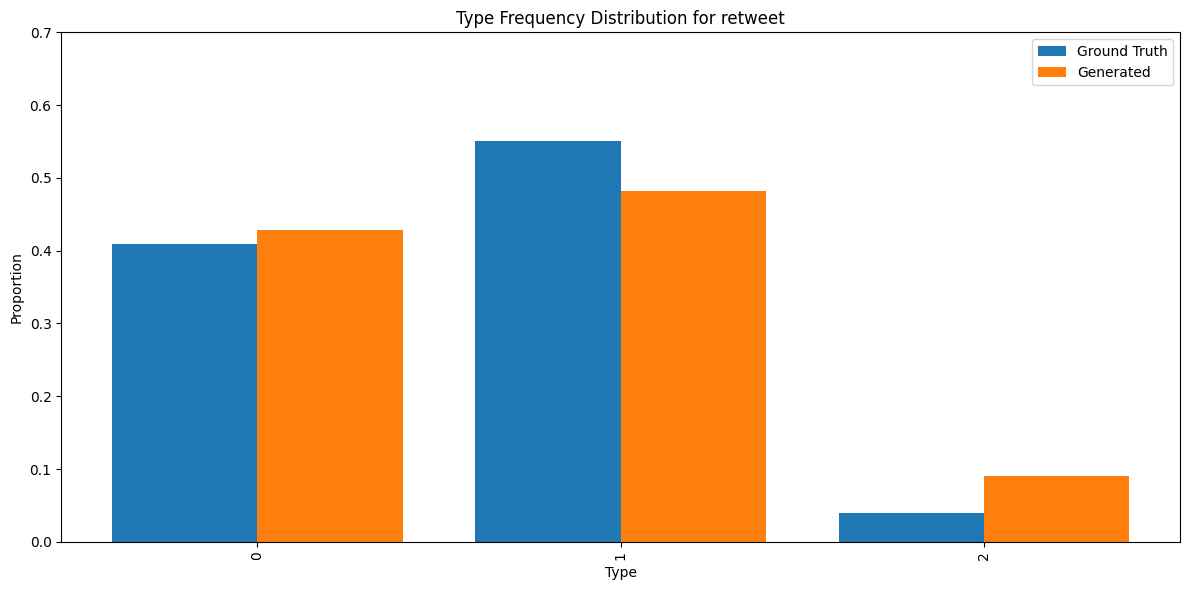 Type Frequency Distribution for retweet
Ground Truth
Generated
Proportion
0.7
0.6
0.5
0.4
0.3
0.2
0.1
0.0
0
1
2
Type